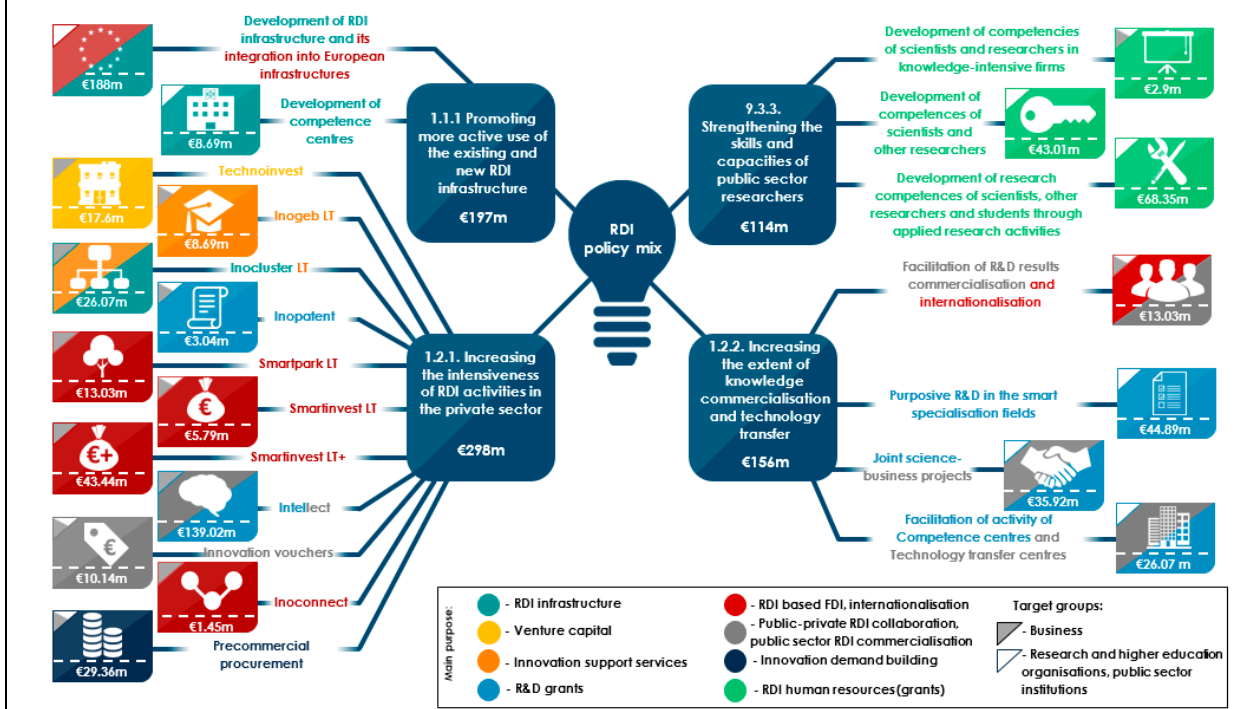 Development of RDI
infrastructure and its
integration into European
infrastructures
€188m
Development of
competence
centres
€8.69m
1.1.1 Promoting
more active use of
the existing and
new RDI
infrastructure
€197m
Technoinvest
€17.6m
Inogeb LT
€8.69m
Inocluster LT
€26.07m
Inopatent
€3.04m
Smartpark LT
€13.03m
Smartinvest LT
€5.79m
Smartinvest LT+
€43.44m
Intellect
€139.02m
Innovation vouchers
€10.14m
Inoconnect
€1.45m
Precommercial
procurement
€29.36m
1.2.1. Increasing
the intensiveness
of RDI activities in
the private sector
€298m
RDI
policy mix
9.3.3.
Strengthening the
skills and
capacities of
public sector
researchers
€114m
Development of competencies
of scientists and researchers in
knowledge-intensive firms
€2.9m
Development of
competences of
scientists and
other researchers
€43.01m
Development of research
competences of scientists, other
researchers and students through
applied research activities
€68.35m
1.2.2. Increasing
the extent of
knowledge
commercialisation
and technology
transfer
€156m
Facilitation of R&D results
commercialisation and
internationalisation
€13.03m
Purposive R&D in the smart
specialisation fields
€44.89m
Joint science-
business projects
€35.92m
Facilitation of activity of
Competence centres and
Technology transfer centres
€26.07 m
Main purpose:
- RDI infrastructure
- Venture capital
- Innovation support services
- R&D grants
- RDI based FDI, internationalisation
- Public-private RDI collaboration,
public sector RDI commercialisation
- Innovation demand building
- RDI human resources(grants)
Target groups:
- Business
- Research and higher education
organisations, public sector
institutions